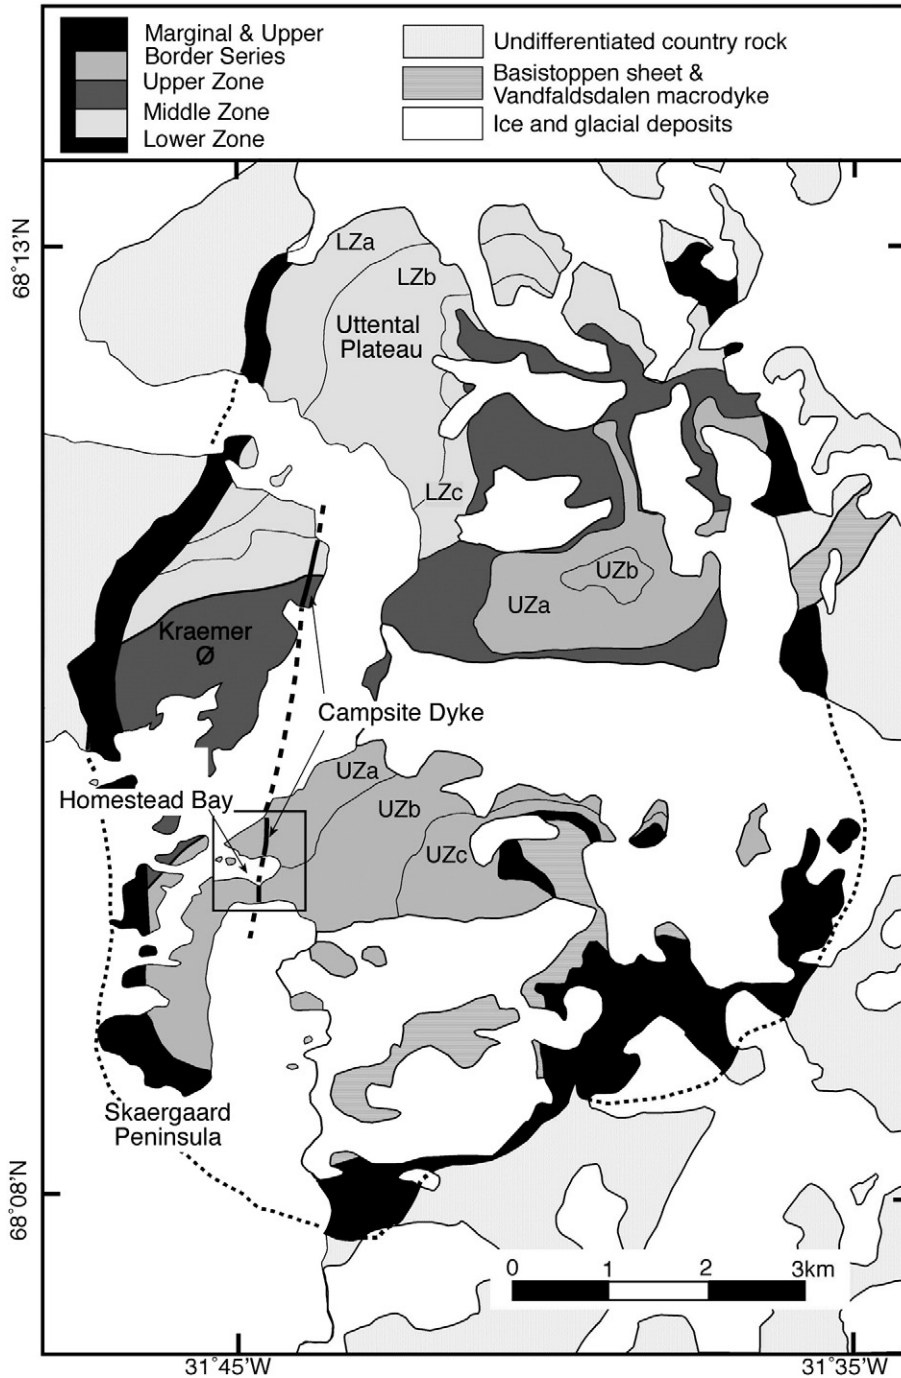 Marginal & Upper
Border Series
Upper Zone
Middle Zone
Lower Zone
Undifferentiated country rock
Basistoppen sheet &
Vandfaldsdalen macrodyke
Ice and glacial deposits
68°13'N
LZa
LZb
Uttental
Plateau
LZc
UZb
UZa
Kraemer
Ø
Campsite Dyke
UZa
Homestead Bay
UZb
UZc
Skaergaard
Peninsula
68°08'N
0 1 2 3km
31°45'W
31°35'W